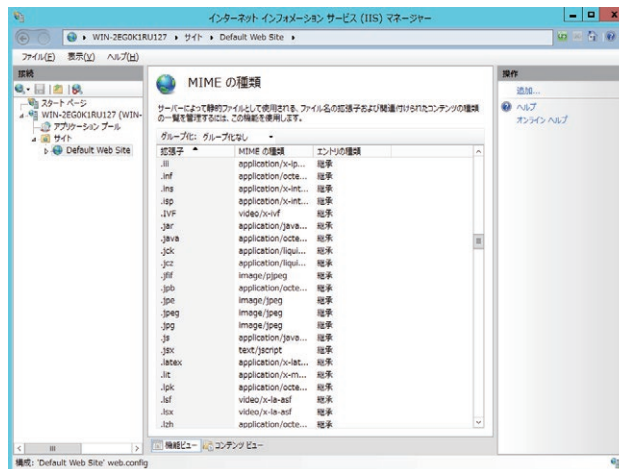 インターネット インフォメーション サービス (IIS) マネージャー
WIN-2EG0K1RU127 ▸ サイト ▸ Default Web Site ▸
ファイル(F) 表示(V) ヘルプ(H)
接続
スタート ページ
WIN-2EG0K1RU127 (WIN-
アプリケーション プール
サイト
Default Web Site
MIME の種類
サーバーによって静的ファイルとして使用される、ファイル名の拡張子および関連付けられたコンテンツの種類
の一覧を管理するには、この機能を使用します。
グループ化: グループ化なし
拡張子 MIME の種類 エントリの種類
.iii application/x-ip... 継承
.inf application/octe... 継承
.ins application/x-int... 継承
.isp application/x-int... 継承
.IVF video/x-ivf 継承
.jar application/java... 継承
.java application/octe... 継承
.jck application/liqui... 継承
.jcz application/liqui... 継承
.jfif image/pjpeg 継承
.jpb application/octe... 継承
.jpe image/jpeg 継承
.jpeg image/jpeg 継承
.jpg image/jpeg 継承
.js application/java... 継承
.jsx text/jscript 継承
.latex application/x-lat... 継承
.lit application/x-m... 継承
.lpk application/octe... 継承
.lsf video/x-la-asf 継承
.lsx video/x-la-asf 継承
.lzh application/octe... 継承
機能ビュー コンテンツ ビュー
操作
追加...
ヘルプ
オンライン ヘルプ
構成: 'Default Web Site' web.config